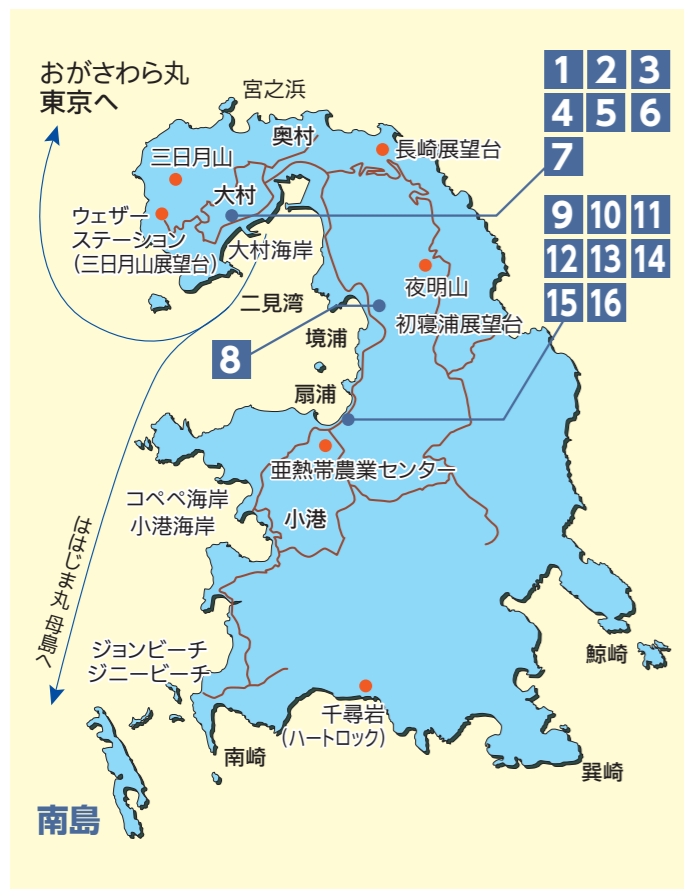 おがさわら丸
東京へ
宮之浜
奥村
長崎展望台
三日月山
大村
ウェザー
ステーション
(三日月山展望台)
大村海岸
1 2 3
4 5 6
7
9 10 11
12 13 14
15 16
夜明山
初寝浦展望台
二見湾
境浦
8
扇浦
亜熱帯農業センター
コペペ海岸
小港海岸
小港
ははじま丸 母島へ
ジョンビーチ
ジニービーチ
鯨崎
千尋岩
(ハートロック)
南崎
巽崎
南島